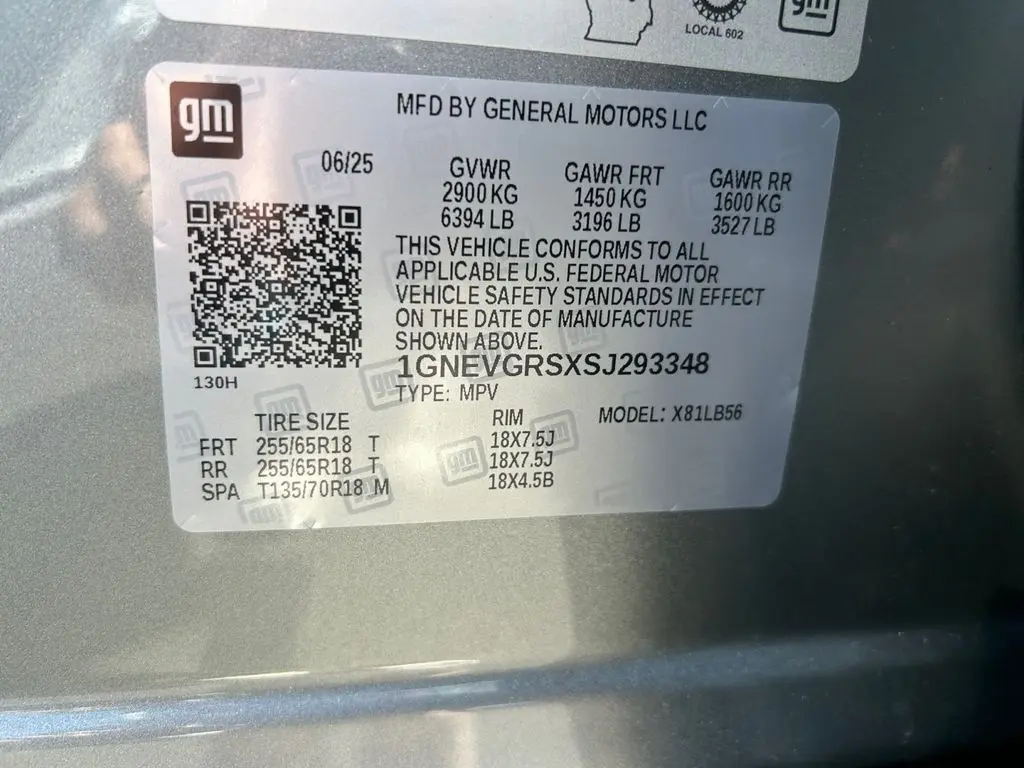 LOCAL 602
gm
gm
MFD BY GENERAL MOTORS LLC
06/25
GVWR GAWR FRT GAWR RR
2900 KG 1450 KG 1600 KG
6394 LB 3196 LB 3527 LB
THIS VEHICLE CONFORMS TO ALL
APPLICABLE U.S. FEDERAL MOTOR
VEHICLE SAFETY STANDARDS IN EFFECT
ON THE DATE OF MANUFACTURE
SHOWN ABOVE.
130H
1GNEVGRSXSJ293348
TYPE: MPV
TIRE SIZE RIM MODEL: X81LB56
FRT 255/65R18 T 18X7.5J
RR 255/65R18 T 18X7.5J
SPA T135/70R18 M 18X4.5B